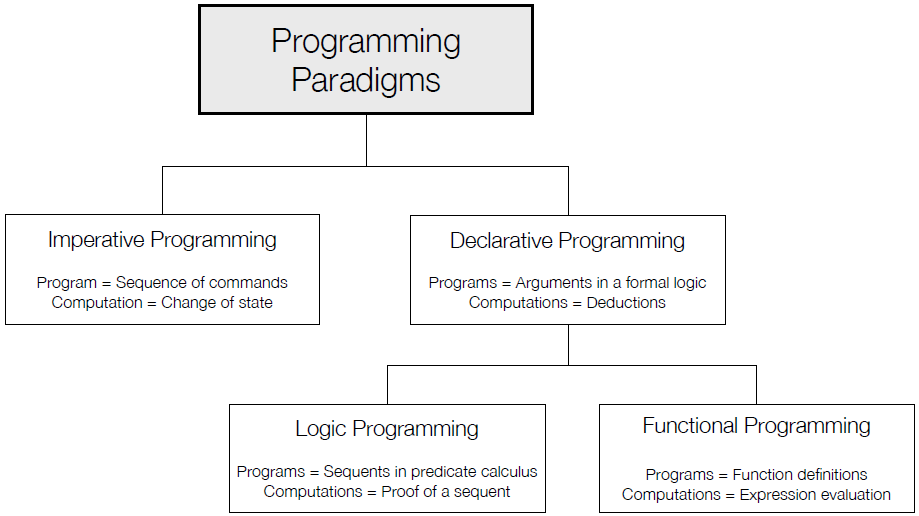 Programming
Paradigms
Imperative Programming
Program = Sequence of commands
Computation = Change of state
Declarative Programming
Programs = Arguments in a formal logic
Computations = Deductions
Logic Programming
Programs = Sequents in predicate calculus
Computations = Proof of a sequent
Functional Programming
Programs = Function definitions
Computations = Expression evaluation